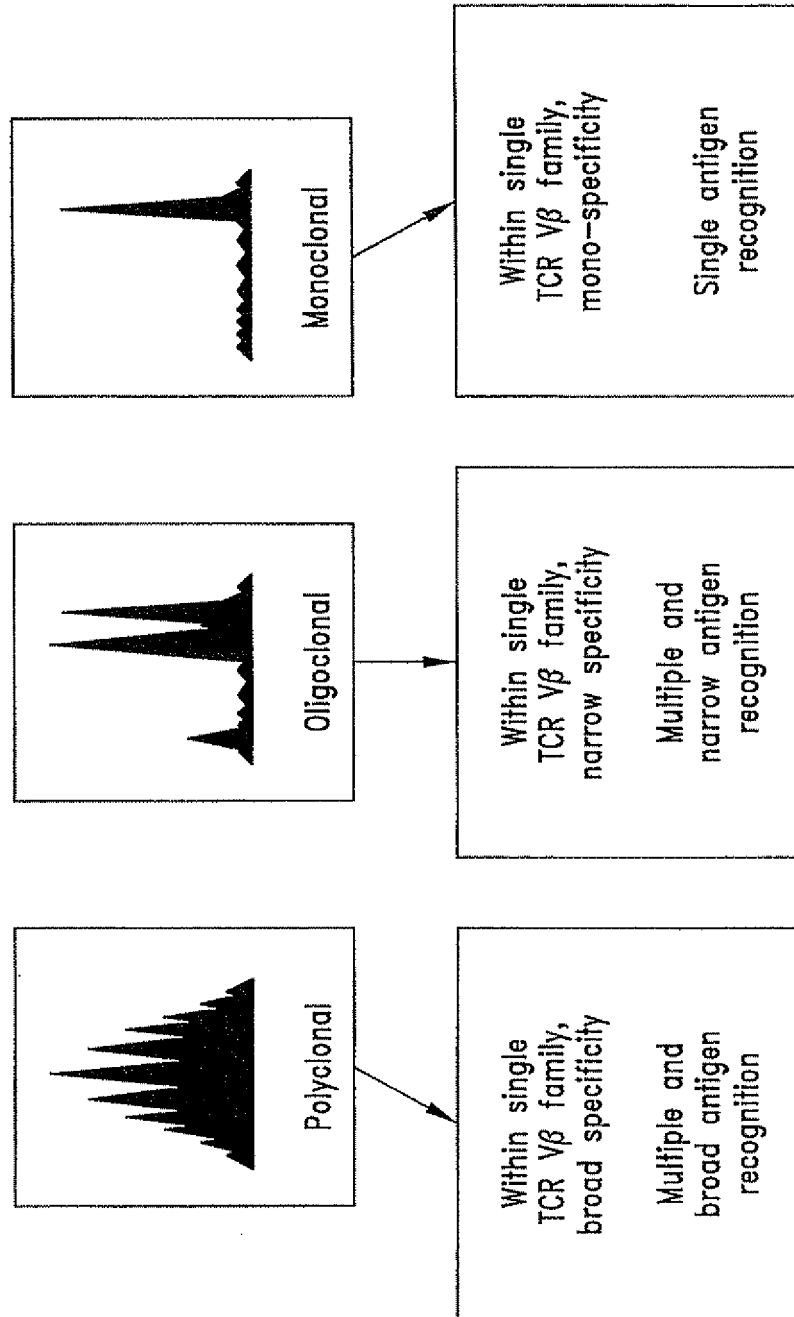 Polyclonal
Oligoclonal
Monoclonal
Within single
TCR Vβ family,
broad specificity
Multiple and
broad antigen
recognition
Within single
TCR Vβ family,
narrow specificity
Multiple and
narrow antigen
recognition
Within single
TCR Vβ family,
mono-specificity
Single antigen
recognition